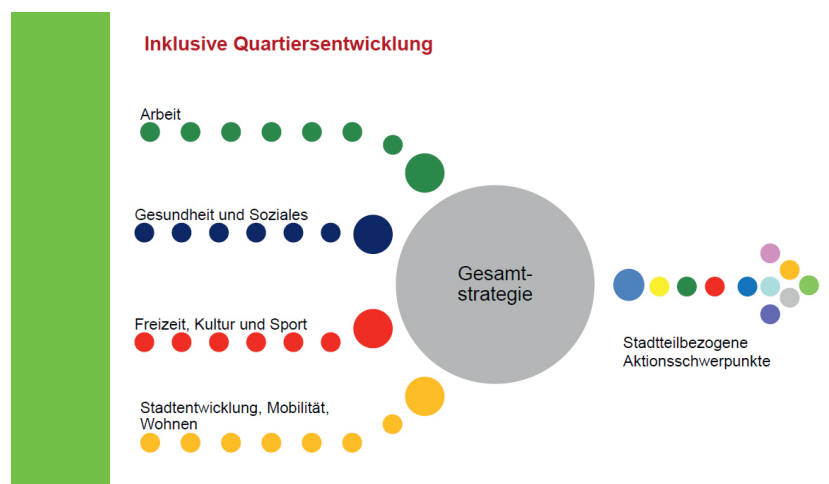 Inklusive Quartiersentwicklung
Arbeit
Gesundheit und Soziales
Freizeit, Kultur und Sport
Stadtentwicklung, Mobilität,
Wohnen
Gesamt-
strategie
Stadtteilbezogene
Aktionsschwerpunkte